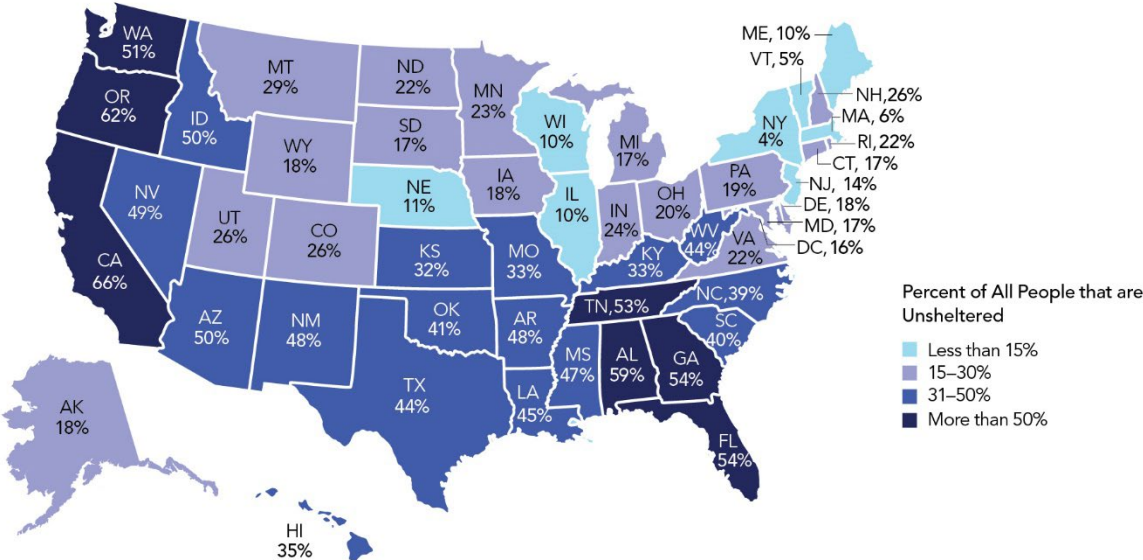 WA
51%
OR
62%
CA
66%
ID
50%
NV
49%
AZ
50%
MT
29%
WY
18%
UT
26%
CO
26%
NM
48%
ND
22%
SD
17%
NE
11%
KS
32%
OK
41%
TX
44%
MN
23%
IA
18%
MO
33%
AR
48%
LA
45%
WI
10%
IL
10%
MI
17%
IN
24%
OH
20%
KY
33%
TN,53%
MS
47%
AL
59%
GA
54%
FL
54%
SC
40%
NC,39%
VA
22%
WV
44%
PA
19%
NY
4%
ME, 10%
VT, 5%
NH,26%
MA, 6%
RI, 22%
CT, 17%
NJ, 14%
DE, 18%
MD, 17%
DC, 16%
AK
18%
HI
35%
Percent of All People that are
Unsheltered
Less than 15%
15–30%
31–50%
More than 50%